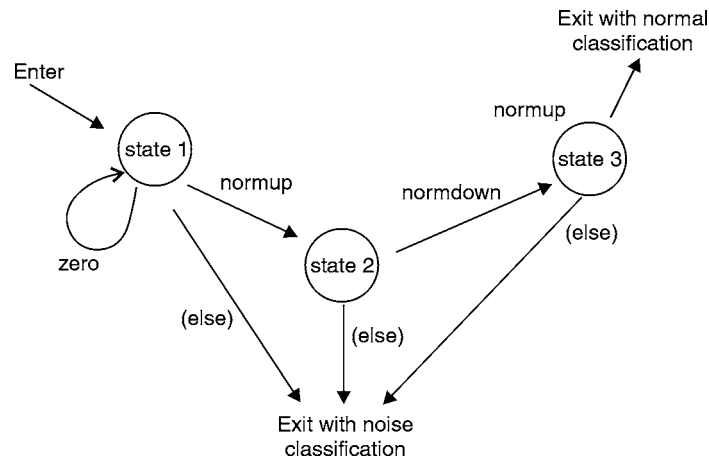 Exit with normal
classification
Enter
normup
state 1
state 3
normup
normdown
(else)
zero
state 2
(else)
(else)
Exit with noise
classification